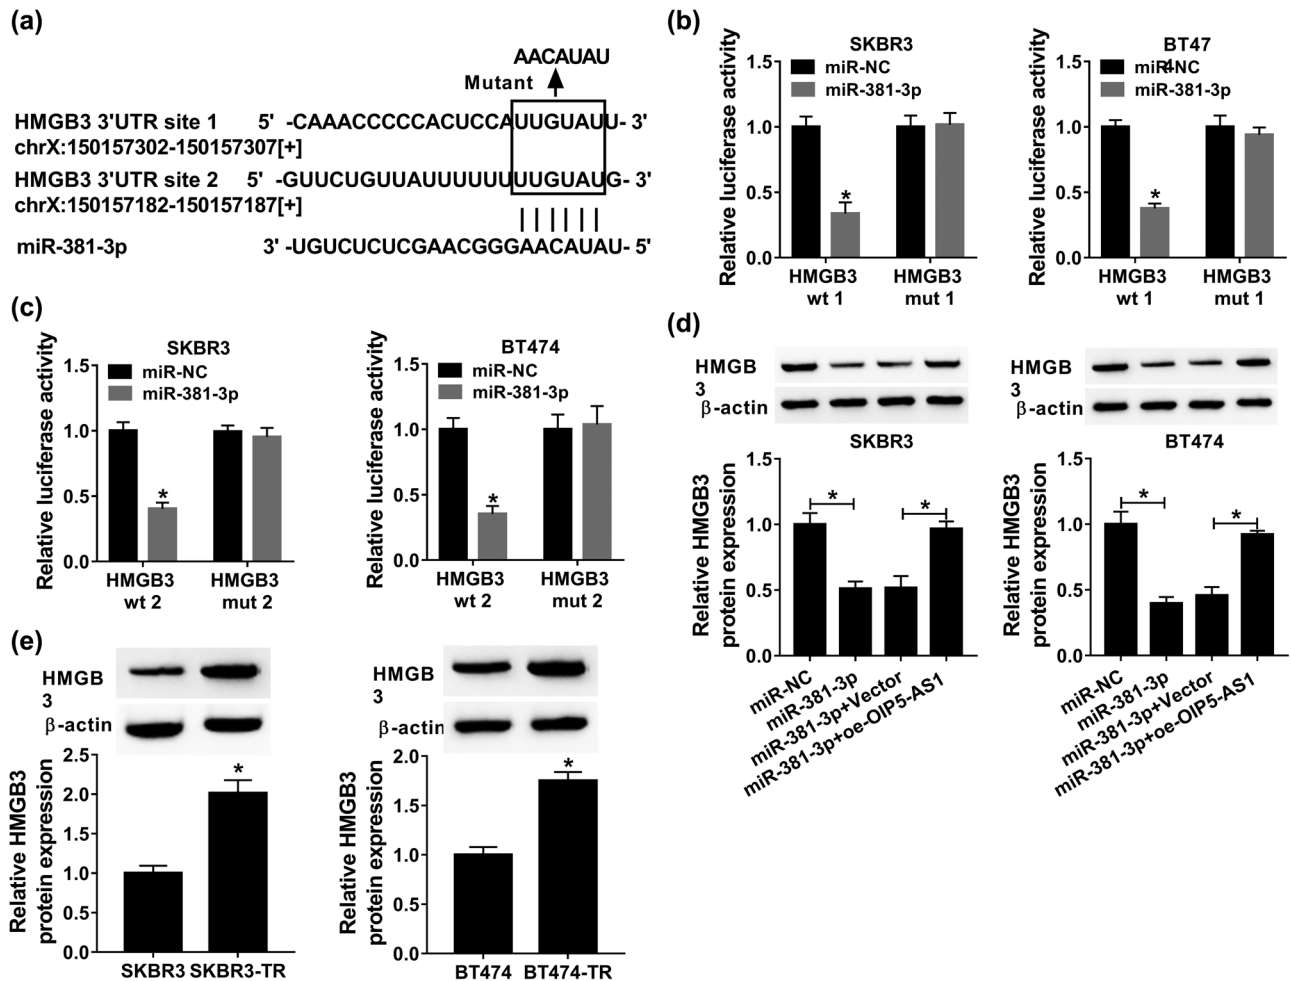 (a)
AACAUAU
Mutant
HMGB3 3'UTR site 1 5' -CAAACCCCCACUCCAUUGUAUU- 3'
chrX:150157302-150157307[+]
HMGB3 3'UTR site 2 5' -GUUCUGUUAUUUUUUUUGUAUG- 3'
chrX:150157182-150157187[+]
miR-381-3p 3' -UGUCUCUCGAACGGGAACAUAU- 5'
(b)
SKBR3
miR-NC
miR-381-3p
Relative luciferase activity
1.5
1.0
0.5
0.0
*
HMGB3 wt 1
HMGB3 mut 1
BT47
4
miR-NC
miR-381-3p
Relative luciferase activity
1.5
1.0
0.5
0.0
*
HMGB3 wt 1
HMGB3 mut 1
(c)
SKBR3
miR-NC
miR-381-3p
Relative luciferase activity
1.5
1.0
0.5
0.0
*
HMGB3 wt 2
HMGB3 mut 2
BT474
miR-NC
miR-381-3p
Relative luciferase activity
1.5
1.0
0.5
0.0
*
HMGB3 wt 2
HMGB3 mut 2
(d)
HMGB
3
β-actin
SKBR3
Relative HMGB3
protein expression
1.5
1.0
0.5
0.0
*
*
miR-NC
miR-381-3p
miR-381-3p+Vector
miR-381-3p+oe-OIP5-AS1
HMGB
3
β-actin
BT474
Relative HMGB3
protein expression
1.5
1.0
0.5
0.0
*
*
miR-NC
miR-381-3p
miR-381-3p+Vector
miR-381-3p+oe-OIP5-AS1
(e)
HMGB
3
β-actin
Relative HMGB3
protein expression
2.5
2.0
1.5
1.0
0.5
0.0
*
SKBR3 SKBR3-TR
HMGB
3
β-actin
Relative HMGB3
protein expression
2.0
1.5
1.0
0.5
0.0
*
BT474 BT474-TR